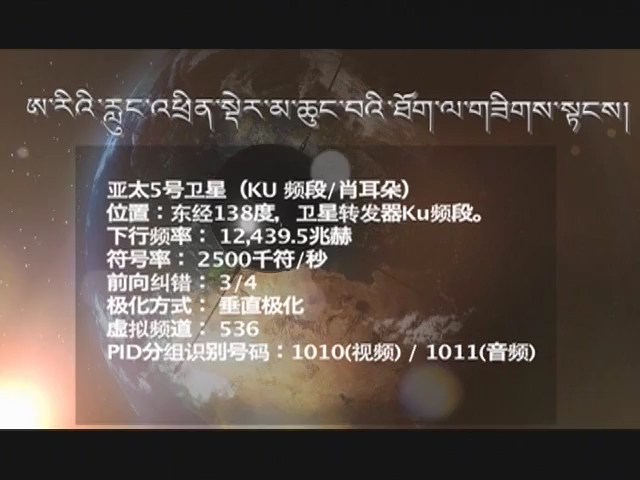 ཨ་རིའི་རླུང་འཕྲིན་སྡེར་མ་ཆུང་བའི་ཐོག་ལ་གཟིགས་སྟངས།
亚太5号卫星（KU 频段/肖耳朵）
位置：东经138度，卫星转发器Ku频段。
下行频率： 12,439.5兆赫
符号率： 2500千符/秒
前向纠错： 3/4
极化方式： 垂直极化
虚拟频道： 536
PID分组识别号码：1010(视频) / 1011(音频)